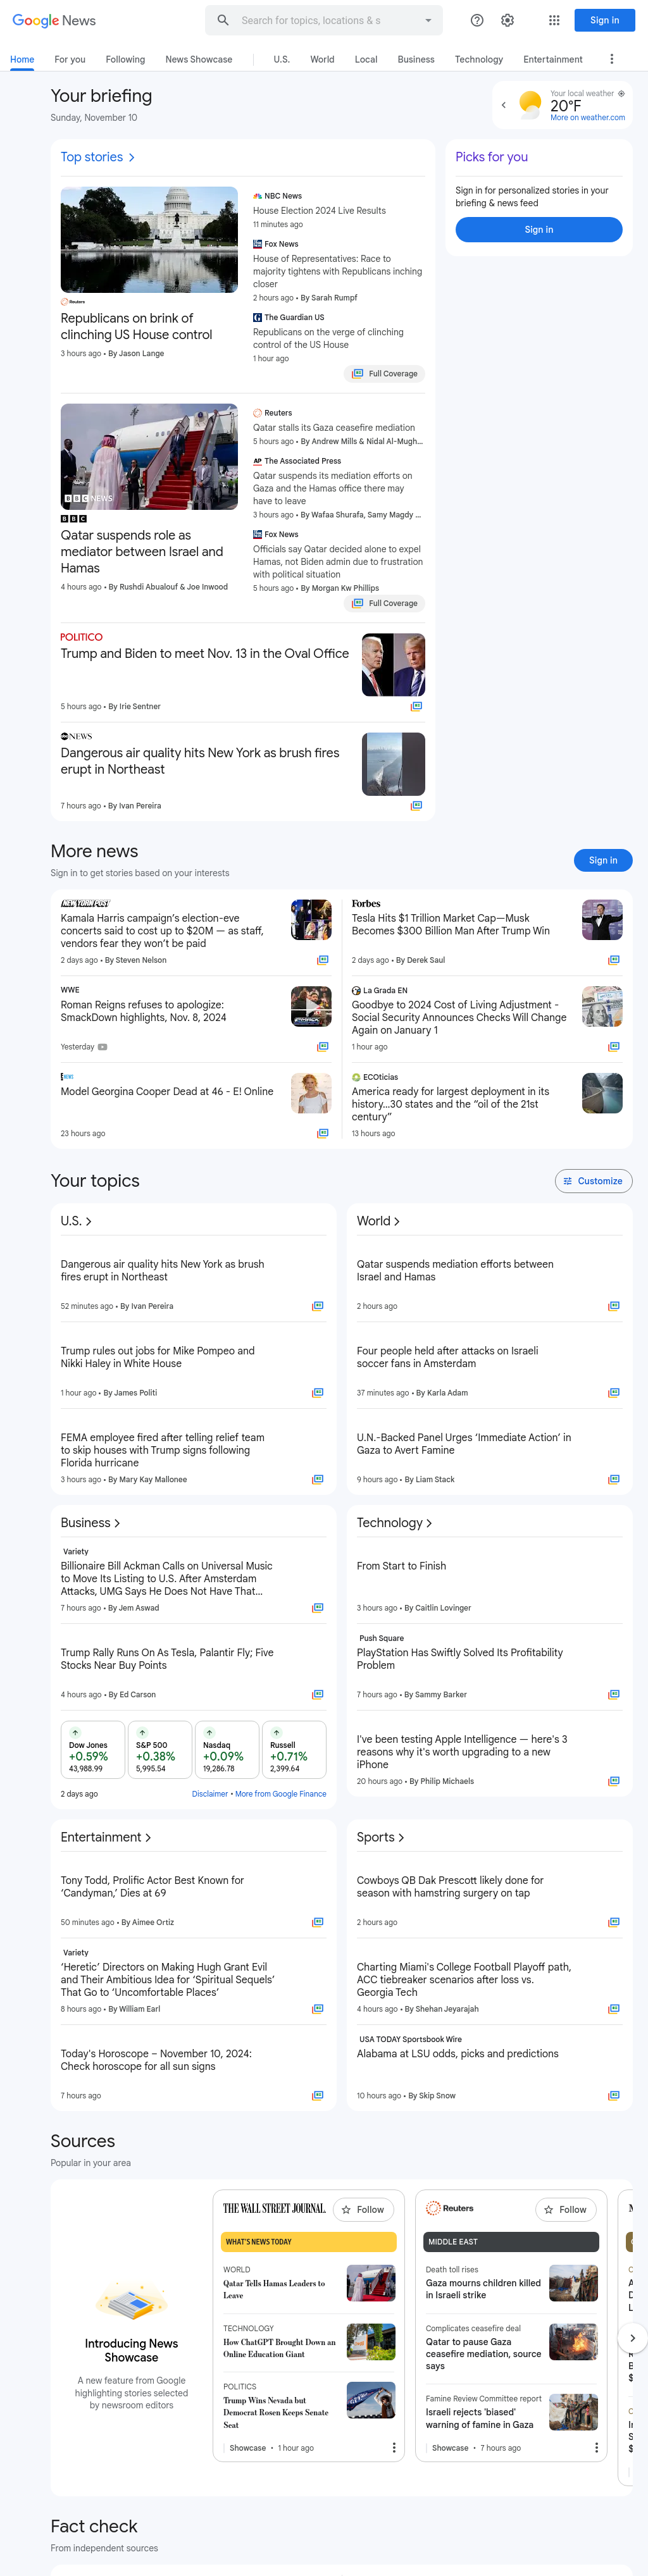 Google News
Search for topics, locations & s
Sign in
Home
For you
Following
News Showcase
U.S.
World
Local
Business
Technology
Entertainment
Your briefing
Sunday, November 10
Your local weather
20°F
More on weather.com
Top stories
Reuters
Republicans on brink of
clinching US House control
3 hours ago • By Jason Lange
NBC News
House Election 2024 Live Results
11 minutes ago
Fox News
House of Representatives: Race to
majority tightens with Republicans inching
closer
2 hours ago • By Sarah Rumpf
The Guardian US
Republicans on the verge of clinching
control of the US House
1 hour ago
Full Coverage
Picks for you
Sign in for personalized stories in your
briefing & news feed
Sign in
BBC NEWS
BBC
Qatar suspends role as
mediator between Israel and
Hamas
4 hours ago • By Rushdi Abualouf & Joe Inwood
Reuters
Qatar stalls its Gaza ceasefire mediation
5 hours ago • By Andrew Mills & Nidal Al-Mugh...
AP The Associated Press
Qatar suspends its mediation efforts on
Gaza and the Hamas office there may
have to leave
3 hours ago • By Wafaa Shurafa, Samy Magdy ...
Fox News
Officials say Qatar decided alone to expel
Hamas, not Biden admin due to frustration
with political situation
5 hours ago • By Morgan Kw Phillips
Full Coverage
POLITICO
Trump and Biden to meet Nov. 13 in the Oval Office
5 hours ago • By Irie Sentner
abc NEWS
Dangerous air quality hits New York as brush fires
erupt in Northeast
7 hours ago • By Ivan Pereira
More news
Sign in to get stories based on your interests
Sign in
NEW YORK POST
Kamala Harris campaign's election-eve
concerts said to cost up to $20M — as staff,
vendors fear they won't be paid
2 days ago • By Steven Nelson
Forbes
Tesla Hits $1 Trillion Market Cap—Musk
Becomes $300 Billion Man After Trump Win
2 days ago • By Derek Saul
WWE
Roman Reigns refuses to apologize:
SmackDown highlights, Nov. 8, 2024
Yesterday
La Grada EN
Goodbye to 2024 Cost of Living Adjustment -
Social Security Announces Checks Will Change
Again on January 1
1 hour ago
E! NEWS
Model Georgina Cooper Dead at 46 - E! Online
23 hours ago
ECOticias
America ready for largest deployment in its
history...30 states and the “oil of the 21st
century”
13 hours ago
Your topics
Customize
U.S.
Dangerous air quality hits New York as brush
fires erupt in Northeast
52 minutes ago • By Ivan Pereira
Trump rules out jobs for Mike Pompeo and
Nikki Haley in White House
1 hour ago • By James Politi
FEMA employee fired after telling relief team
to skip houses with Trump signs following
Florida hurricane
3 hours ago • By Mary Kay Mallonee
World
Qatar suspends mediation efforts between
Israel and Hamas
2 hours ago
Four people held after attacks on Israeli
soccer fans in Amsterdam
37 minutes ago • By Karla Adam
U.N.-Backed Panel Urges ‘Immediate Action’ in
Gaza to Avert Famine
9 hours ago • By Liam Stack
Business
Variety
Billionaire Bill Ackman Calls on Universal Music
to Move Its Listing to U.S. After Amsterdam
Attacks, UMG Says He Does Not Have That...
7 hours ago • By Jem Aswad
Trump Rally Runs On As Tesla, Palantir Fly; Five
Stocks Near Buy Points
4 hours ago • By Ed Carson
Dow Jones
+0.59%
43,988.99
S&P 500
+0.38%
5,995.54
Nasdaq
+0.09%
19,286.78
Russell
+0.71%
2,399.64
2 days ago
Disclaimer • More from Google Finance
Technology
From Start to Finish
3 hours ago • By Caitlin Lovinger
Push Square
PlayStation Has Swiftly Solved Its Profitability
Problem
7 hours ago • By Sammy Barker
I've been testing Apple Intelligence — here's 3
reasons why it's worth upgrading to a new
iPhone
20 hours ago • By Philip Michaels
Entertainment
Tony Todd, Prolific Actor Best Known for
‘Candyman,’ Dies at 69
50 minutes ago • By Aimee Ortiz
Variety
‘Heretic’ Directors on Making Hugh Grant Evil
and Their Ambitious Idea for ‘Spiritual Sequels’
That Go to ‘Uncomfortable Places’
8 hours ago • By William Earl
Today's Horoscope – November 10, 2024:
Check horoscope for all sun signs
7 hours ago
Sports
Cowboys QB Dak Prescott likely done for
season with hamstring surgery on tap
2 hours ago
Charting Miami's College Football Playoff path,
ACC tiebreaker scenarios after loss vs.
Georgia Tech
4 hours ago • By Shehan Jeyarajah
USA TODAY Sportsbook Wire
Alabama at LSU odds, picks and predictions
10 hours ago • By Skip Snow
Sources
Popular in your area
Introducing News
Showcase
A new feature from Google
highlighting stories selected
by newsroom editors
THE WALL STREET JOURNAL.
Follow
WHAT'S NEWS TODAY
WORLD
Qatar Tells Hamas Leaders to
Leave
TECHNOLOGY
How ChatGPT Brought Down an
Online Education Giant
POLITICS
Trump Wins Nevada but
Democrat Rosen Keeps Senate
Seat
Showcase • 1 hour ago
Reuters
Follow
MIDDLE EAST
Death toll rises
Gaza mourns children killed
in Israeli strike
Complicates ceasefire deal
Qatar to pause Gaza
ceasefire mediation, source
says
Famine Review Committee report
Israeli rejects 'biased'
warning of famine in Gaza
Showcase • 7 hours ago
Fact check
From independent sources